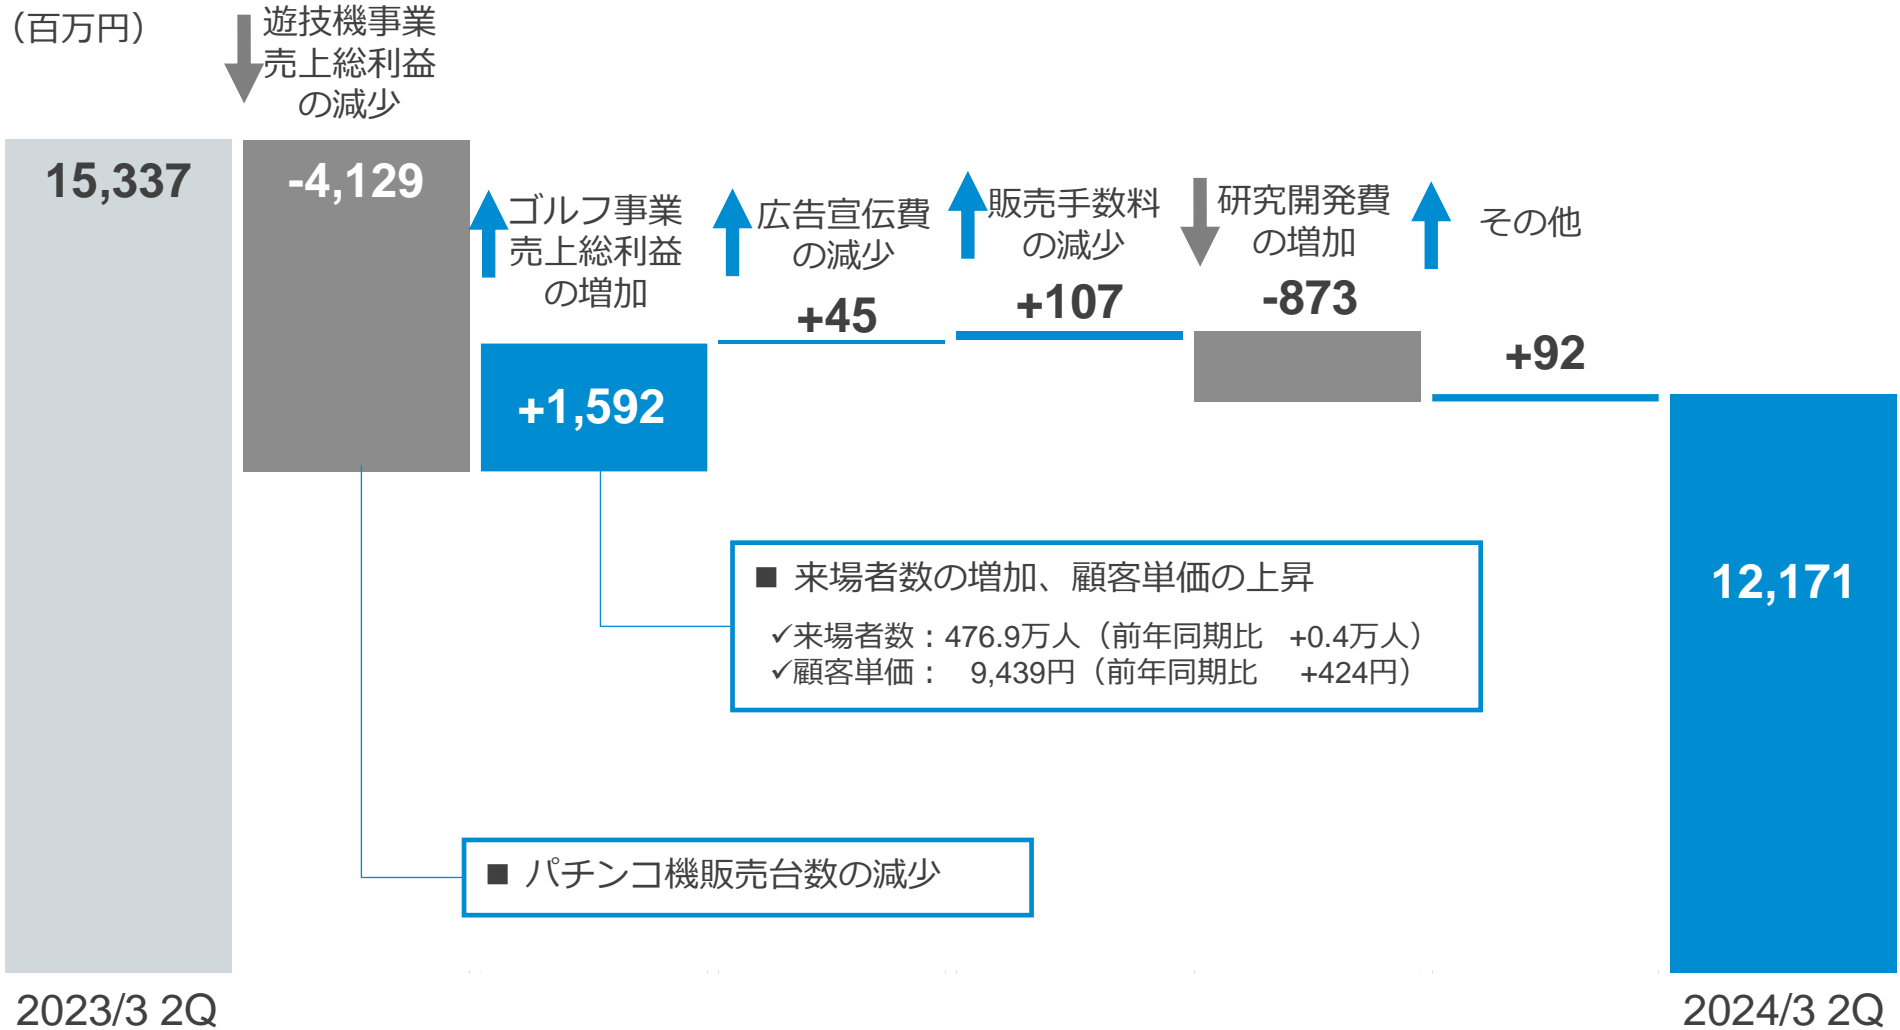 （百万円）
遊技機事業
売上総利益
の減少
15,337
-4,129
ゴルフ事業
売上総利益
の増加
+1,592
広告宣伝費
の減少
+45
販売手数料
の減少
+107
研究開発費
の増加
-873
その他
+92
12,171
■ 来場者数の増加、顧客単価の上昇
✓来場者数：476.9万人（前年同期比 +0.4万人）
✓顧客単価： 9,439円（前年同期比 +424円）
■ パチンコ機販売台数の減少
2023/3 2Q
2024/3 2Q